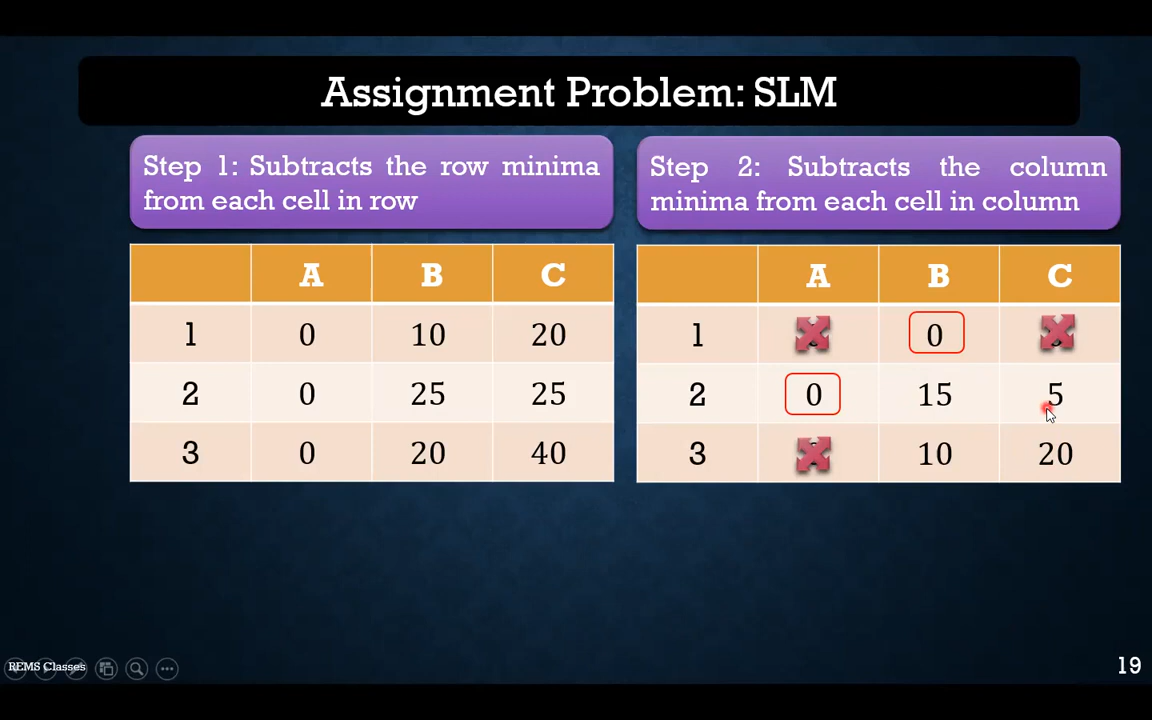 Assignment Problem: SLM
Step 1: Subtracts the row minima
from each cell in row
Step 2: Subtracts the column
minima from each cell in column
A B C
1 0 10 20
2 0 25 25
3 0 20 40
A B C
1 0
2 0 15 5
3 10 20
REMS Classes
19